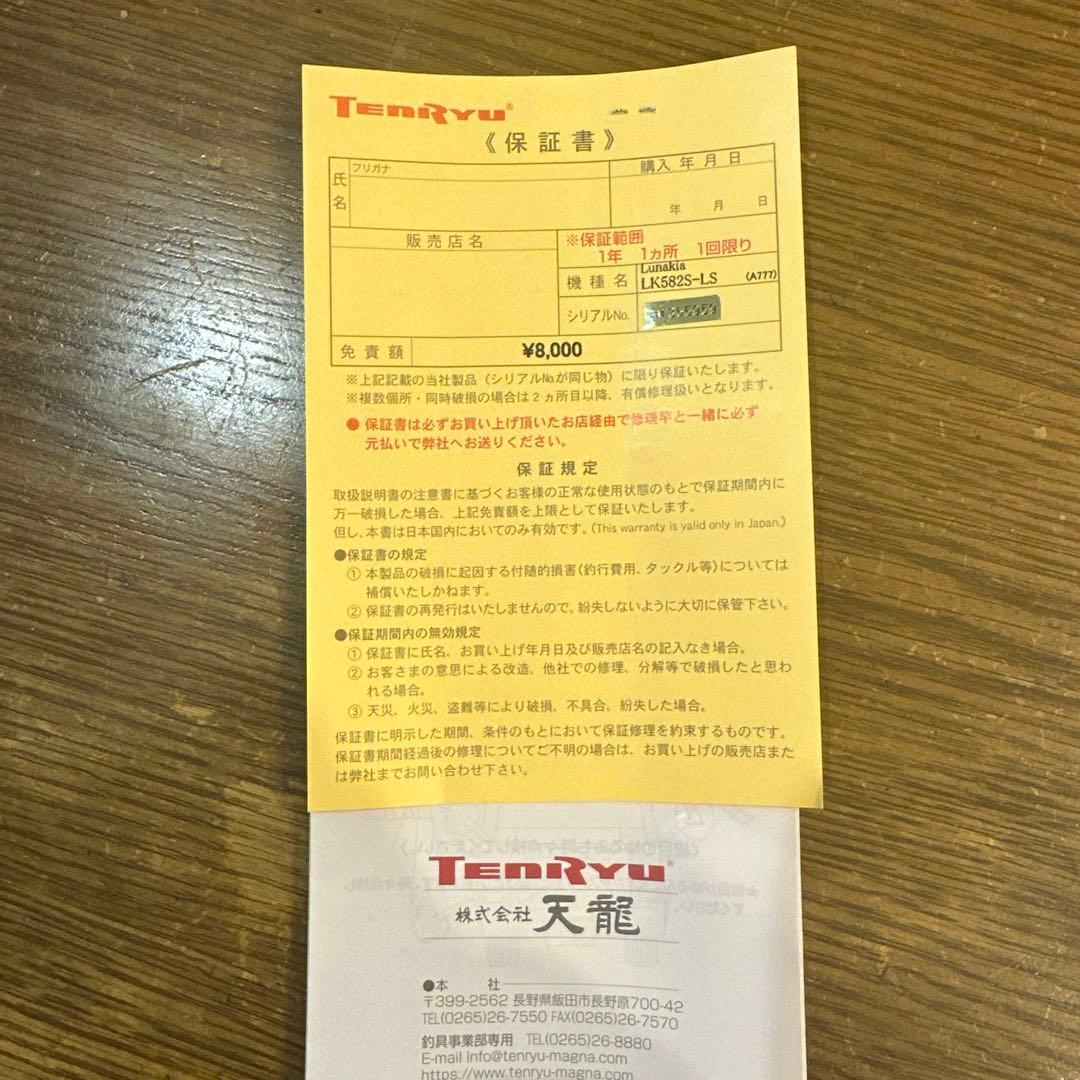 TENRYU®
《保証書》
フリガナ
氏名
購入年月日
年 月 日
販売店名
※保証範囲
1年 1ヵ所 1回限り
機種名
Lunakia
LK582S-LS (A777)
シリアルNo.
免責額
¥8,000
※上記記載の当社製品（シリアルNo.が同じ物）に限り保証いたします。
※複数個所・同時破損の場合は２ヵ所目以降、有償修理扱いとなります。
●保証書は必ずお買い上げ頂いたお店経由で修理竿と一緒に必ず
元払いで弊社へお送りください。
保証規定
取扱説明書の注意書に基づくお客様の正常な使用状態のもとで保証期間内に
万一破損した場合、上記免責額を上限として保証いたします。
但し、本書は日本国内においてのみ有効です。(This warranty is valid only in Japan.)
●保証書の規定
① 本製品の破損に起因する付随的損害(釣行費用、タックル等)については
補償いたしかねます。
② 保証書の再発行はいたしませんので、紛失しないように大切に保管下さい。
●保証期間内の無効規定
① 保証書に氏名、お買い上げ年月日及び販売店名の記入なき場合。
② お客さまの意思による改造、他社での修理、分解等で破損したと思わ
れる場合。
③ 天災、火災、盗難等により破損、不具合、紛失した場合。
保証書に明示した期間、条件のもとにおいて保証修理を約束するものです。
保証書期間経過後の修理についてご不明の場合は、お買い上げの販売店また
は弊社までお問い合わせ下さい。
TENRYU®
株式会社 天龍
●本 社
〒399-2562 長野県飯田市長野原700-42
TEL(0265)26-7550 FAX(0265)26-7570
釣具事業部専用 TEL(0265)26-8880
E-mail info@tenryu-magna.com
https://www.tenryu-magna.com